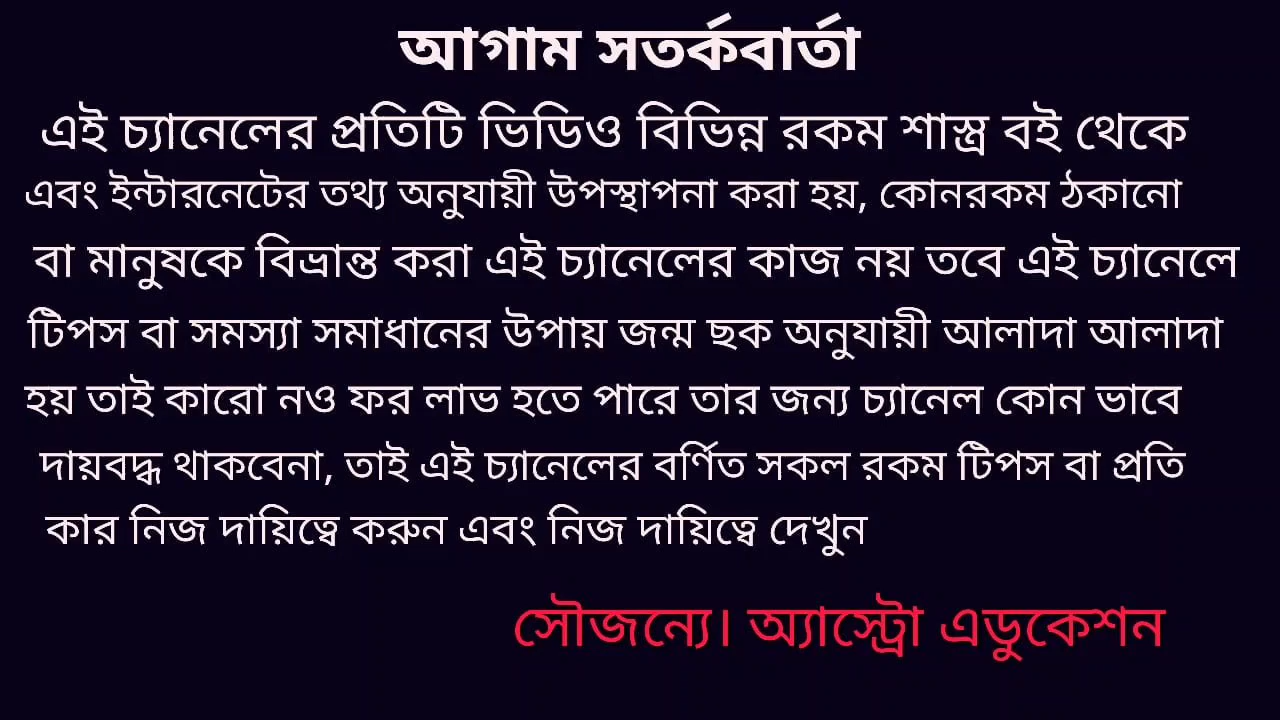 আগাম সতর্কবার্তা
এই চ্যানেলের প্রতিটি ভিডিও বিভিন্ন রকম শাস্ত্র বই থেকে
এবং ইন্টারনেটের তথ্য অনুযায়ী উপস্থাপনা করা হয়, কোনরকম ঠকানো
বা মানুষকে বিভ্রান্ত করা এই চ্যানেলের কাজ নয় তবে এই চ্যানেলে
টিপস বা সমস্যা সমাধানের উপায় জন্ম ছক অনুযায়ী আলাদা আলাদা
হয় তাই কারো নও ফর লাভ হতে পারে তার জন্য চ্যানেল কোন ভাবে
দায়বদ্ধ থাকবেনা, তাই এই চ্যানেলের বর্ণিত সকল রকম টিপস বা প্রতি
কার নিজ দায়িত্বে করুন এবং নিজ দায়িত্বে দেখুন
সৌজন্যে। অ্যাস্ট্রো এডুকেশন